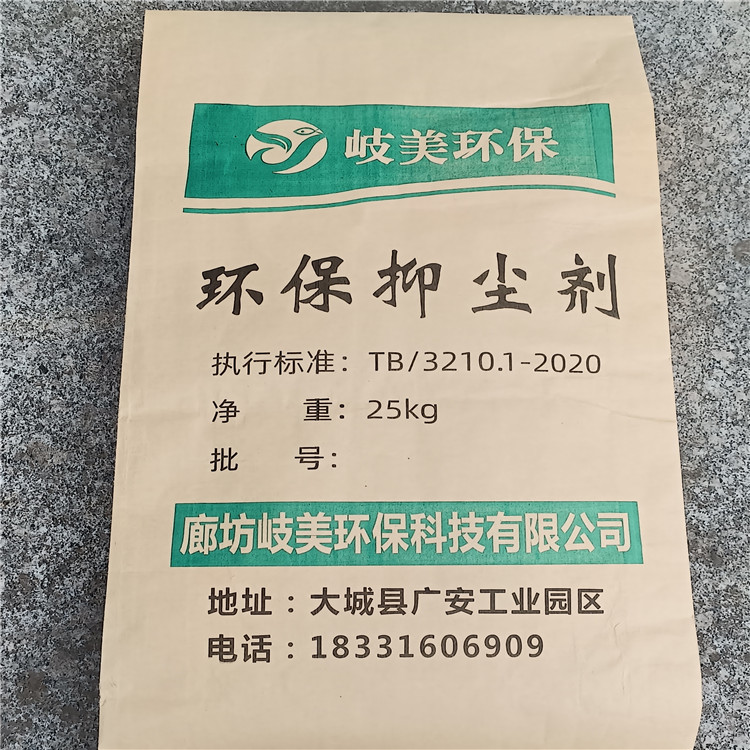 岐美环保
环保抑尘剂
执行标准：TB/3210.1-2020
净 重：25kg
批 号：
廊坊岐美环保科技有限公司
地址：大城县广安工业园区
电话：18331606909